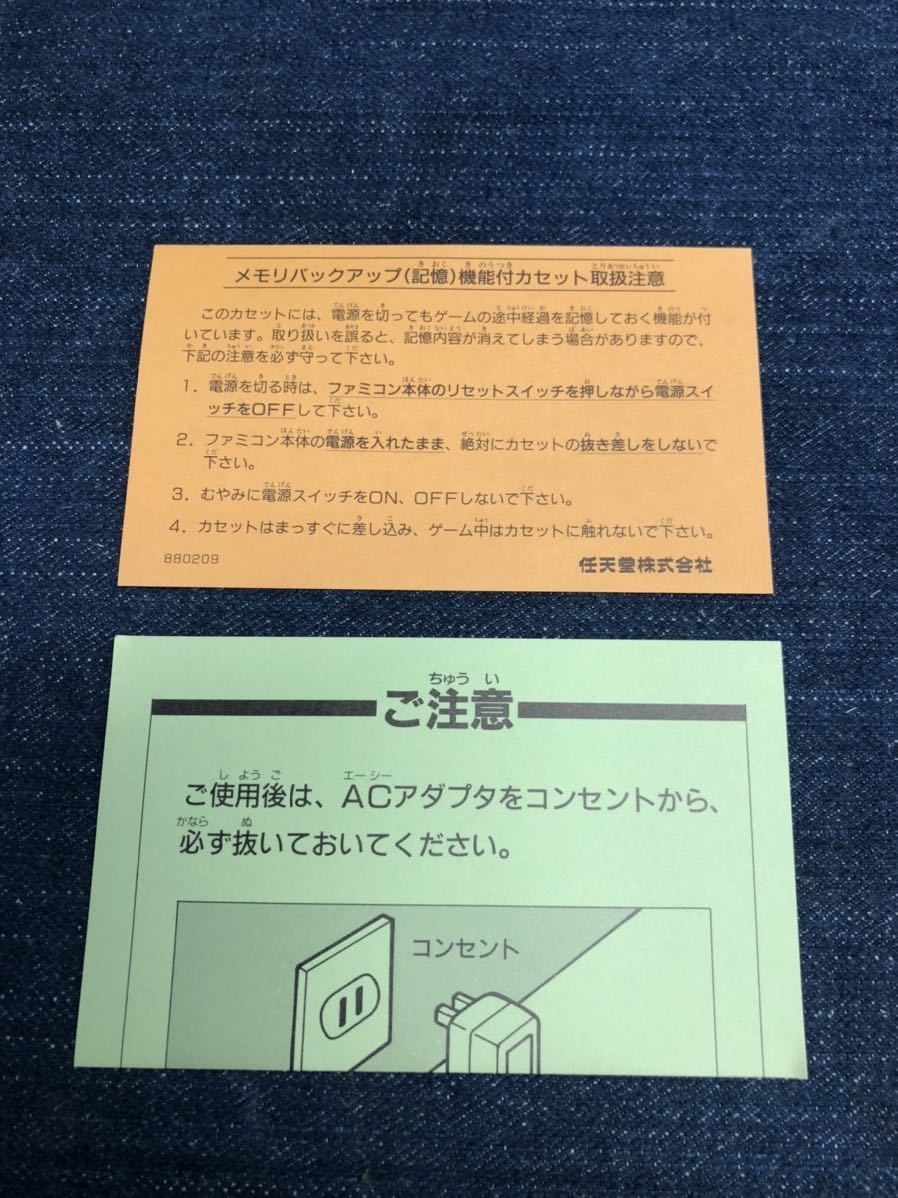 メモリバックアップ(記憶)機能付カセット取扱注意
このカセットには、電源を切ってもゲームの途中経過を記憶しておく機能が付
いています。取り扱いを誤ると、記憶内容が消えてしまう場合がありますので、
下記の注意を必ず守って下さい。
1. 電源を切る時は、ファミコン本体のリセットスイッチを押しながら電源スイ
ッチをOFFして下さい。
2. ファミコン本体の電源を入れたまま、絶対にカセットの抜き差しをしないで
下さい。
3. むやみに電源スイッチをON、OFFしないで下さい。
4. カセットはまっすぐに差し込み、ゲーム中はカセットに触れないで下さい。
880209
任天堂株式会社
ちゅう い
ご注意
し よう ご エーシー
ご使用後は、ACアダプタをコンセントから、
かなら ぬ
必ず抜いておいてください。
コンセント